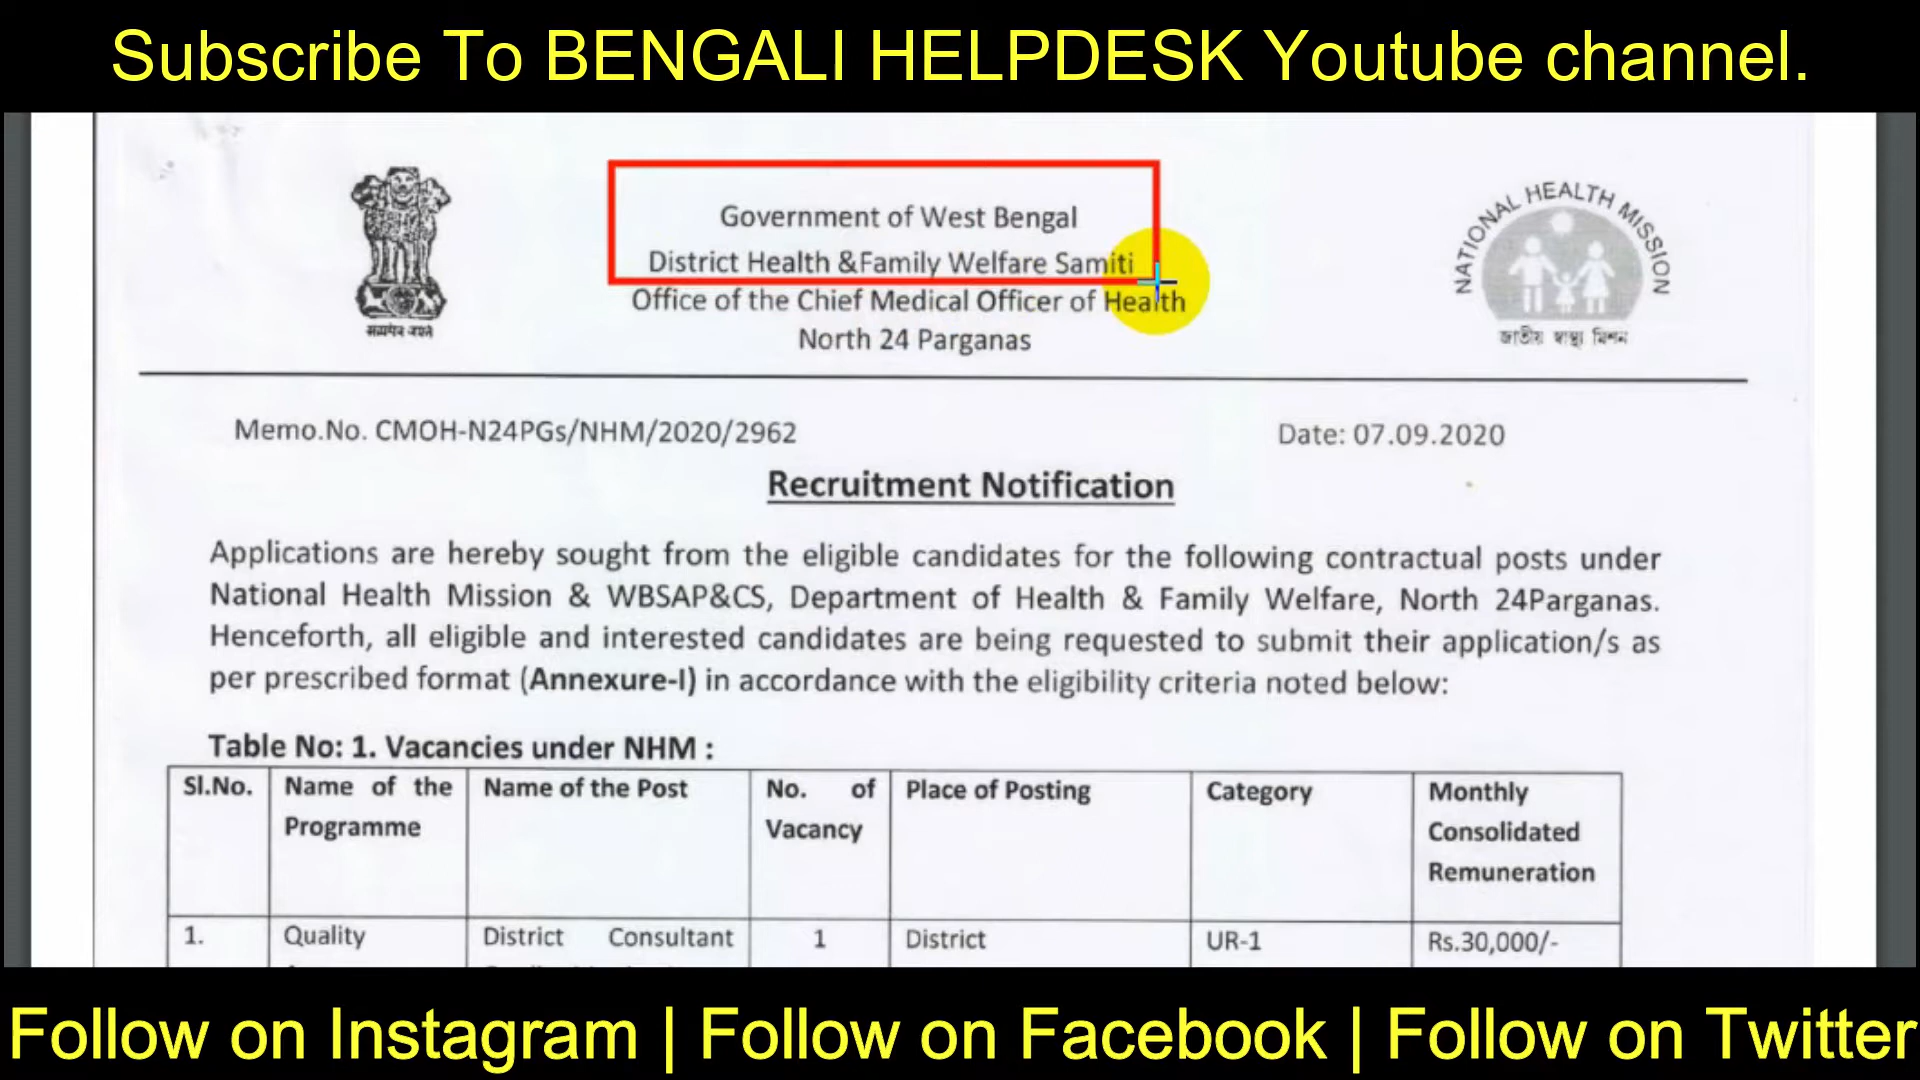 Subscribe To BENGALI HELPDESK Youtube channel.
Government of West Bengal
District Health &Family Welfare Samiti
Office of the Chief Medical Officer of Health
North 24 Parganas
सत्यमेव जयते
NATIONAL HEALTH MISSION
জাতীয় স্বাস্থ্য মিশন
Memo.No. CMOH-N24PGs/NHM/2020/2962
Date: 07.09.2020
Recruitment Notification
Applications are hereby sought from the eligible candidates for the following contractual posts under
National Health Mission & WBSAP&CS, Department of Health & Family Welfare, North 24Parganas.
Henceforth, all eligible and interested candidates are being requested to submit their application/s as
per prescribed format (Annexure-I) in accordance with the eligibility criteria noted below:
Table No: 1. Vacancies under NHM :
Sl.No.
Name of the
Programme
Name of the Post
No. of
Vacancy
Place of Posting
Category
Monthly
Consolidated
Remuneration
1.
Quality
District Consultant
1
District
UR-1
Rs.30,000/-
Follow on Instagram | Follow on Facebook | Follow on Twitter